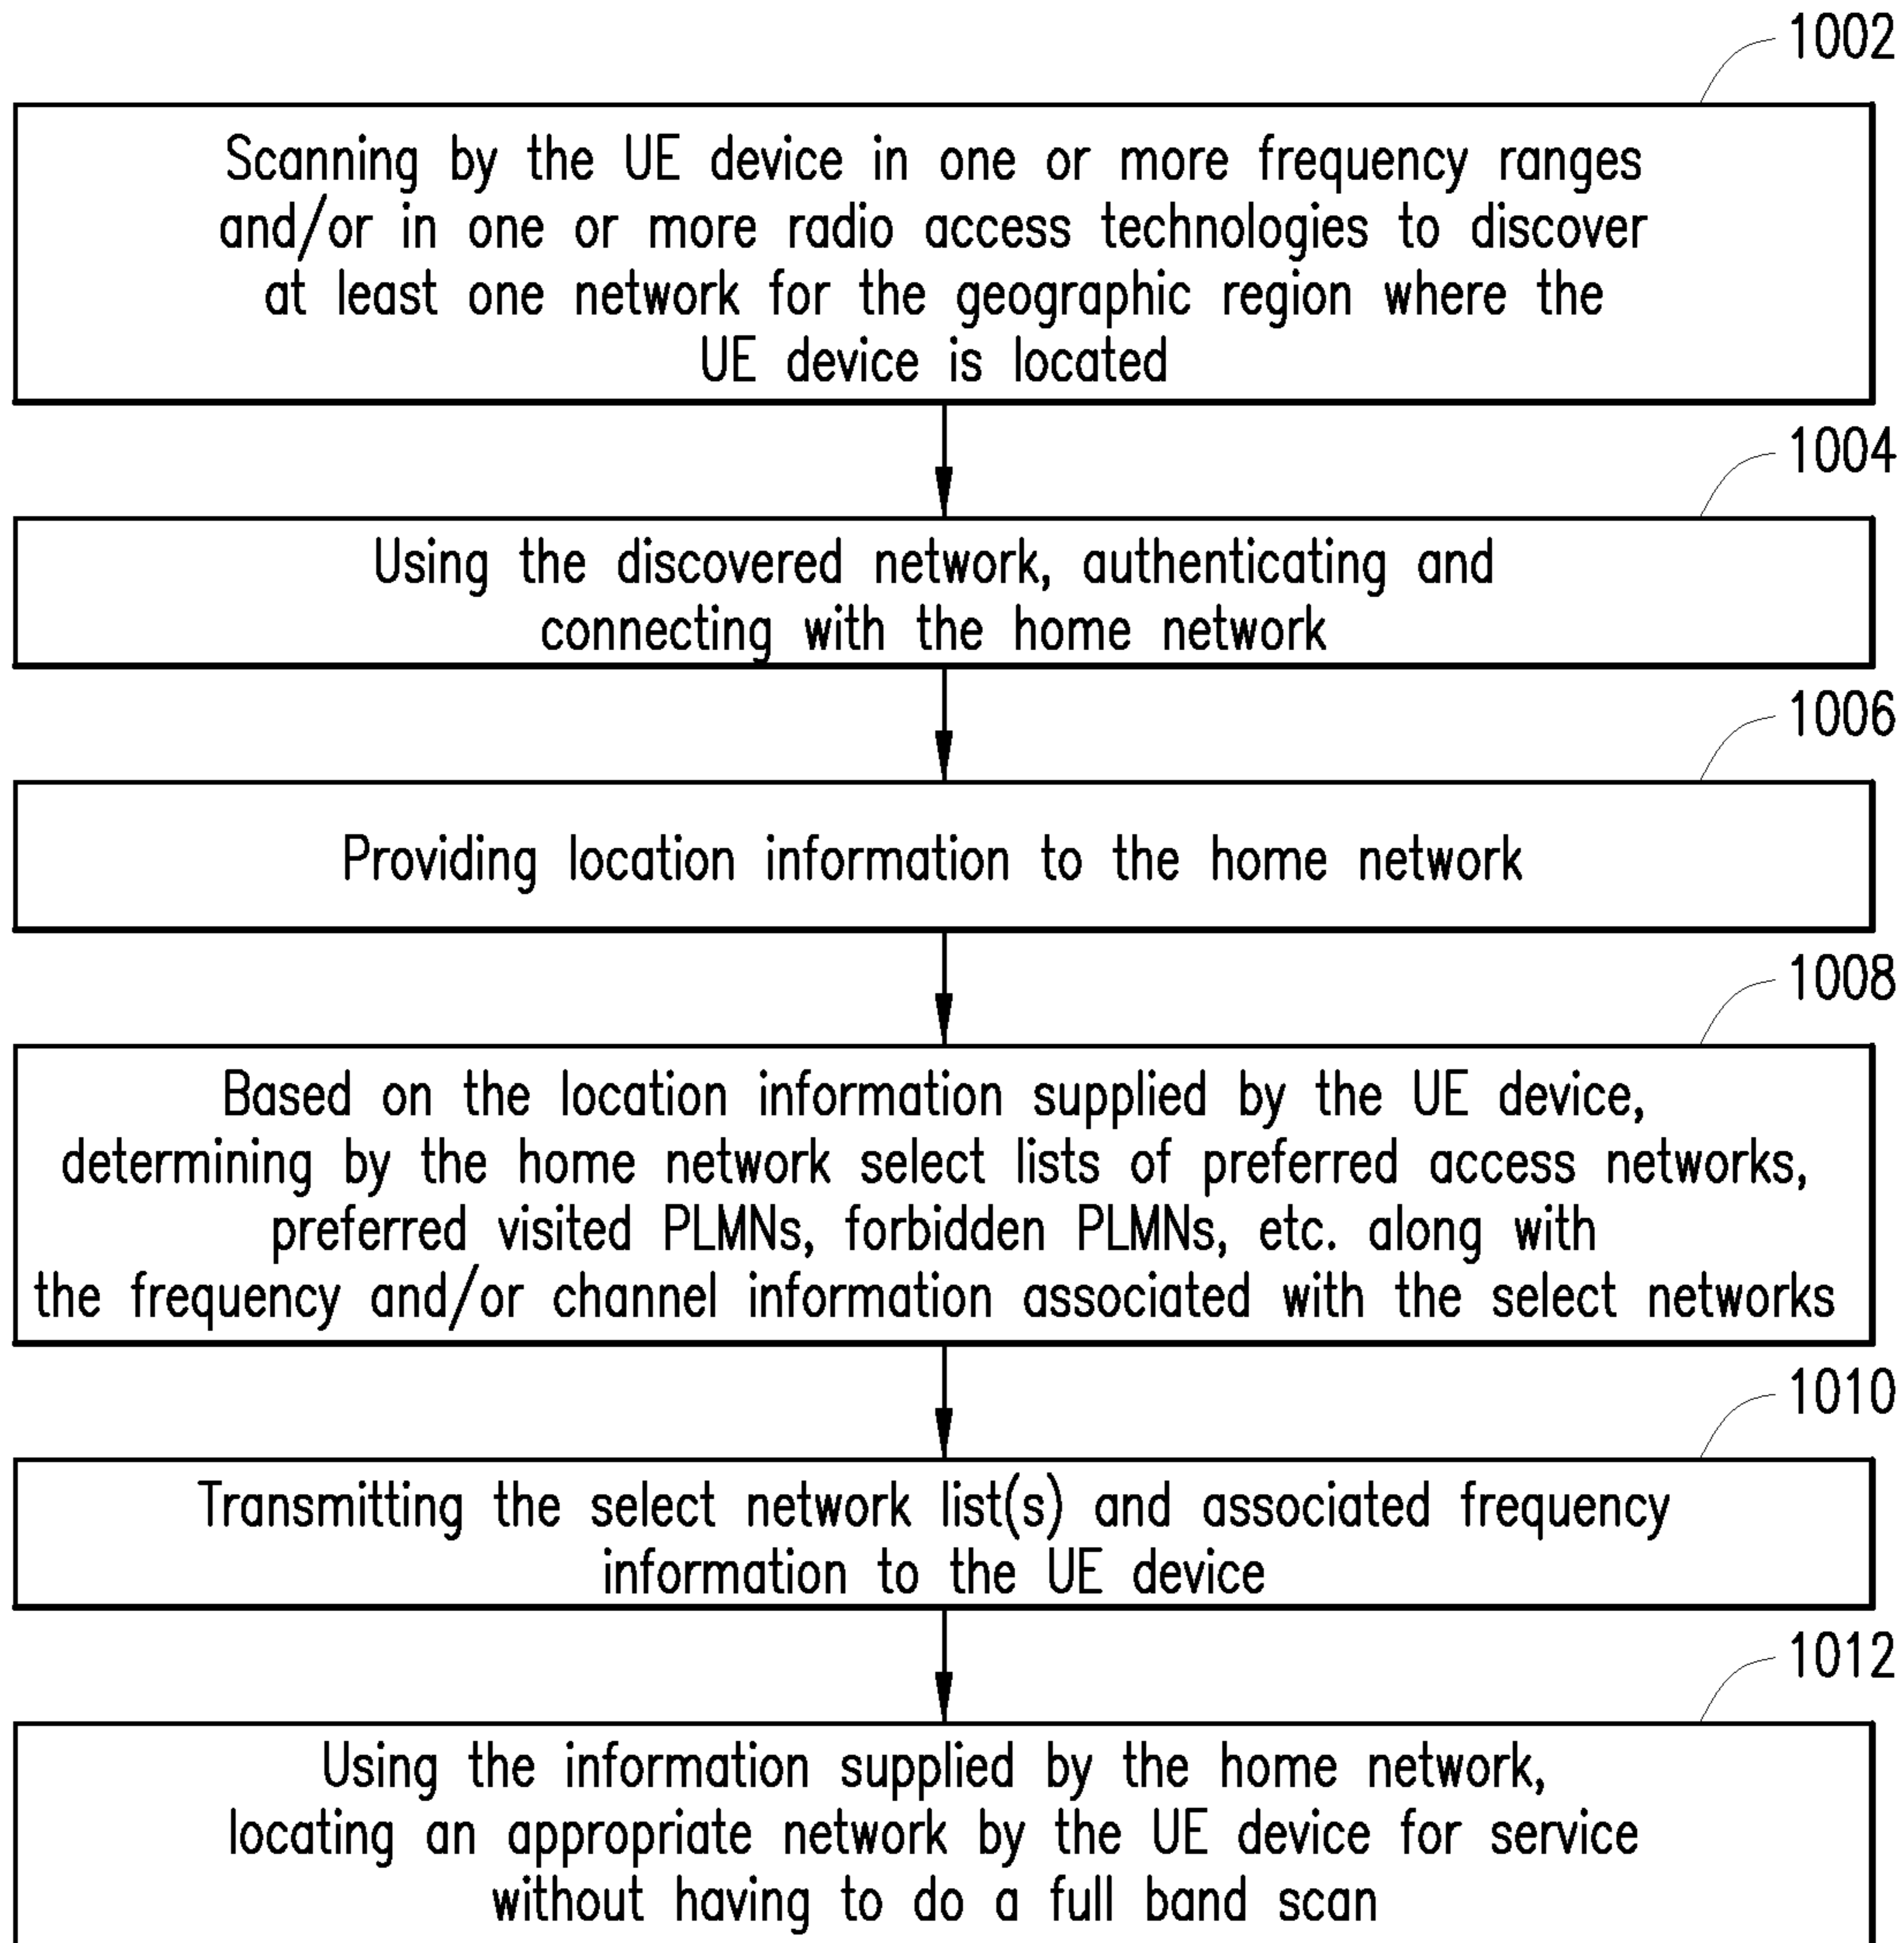 1002
Scanning by the UE device in one or more frequency ranges
and/or in one or more radio access technologies to discover
at least one network for the geographic region where the
UE device is located
1004
Using the discovered network, authenticating and
connecting with the home network
1006
Providing location information to the home network
1008
Based on the location information supplied by the UE device,
determining by the home network select lists of preferred access networks,
preferred visited PLMNs, forbidden PLMNs, etc. along with
the frequency and/or channel information associated with the select networks
1010
Transmitting the select network list(s) and associated frequency
information to the UE device
1012
Using the information supplied by the home network,
locating an appropriate network by the UE device for service
without having to do a full band scan